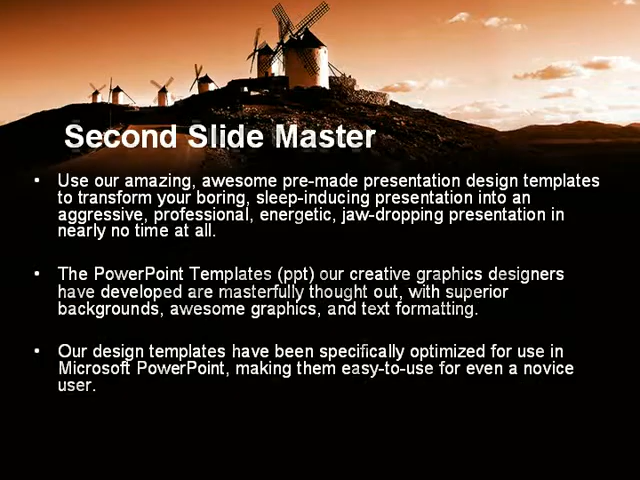 Second Slide Master
• Use our amazing, awesome pre-made presentation design templates
to transform your boring, sleep-inducing presentation into an
aggressive, professional, energetic, jaw-dropping presentation in
nearly no time at all.
• The PowerPoint Templates (ppt) our creative graphics designers
have developed are masterfully thought out, with superior
backgrounds, awesome graphics, and text formatting.
• Our design templates have been specifically optimized for use in
Microsoft PowerPoint, making them easy-to-use for even a novice
user.